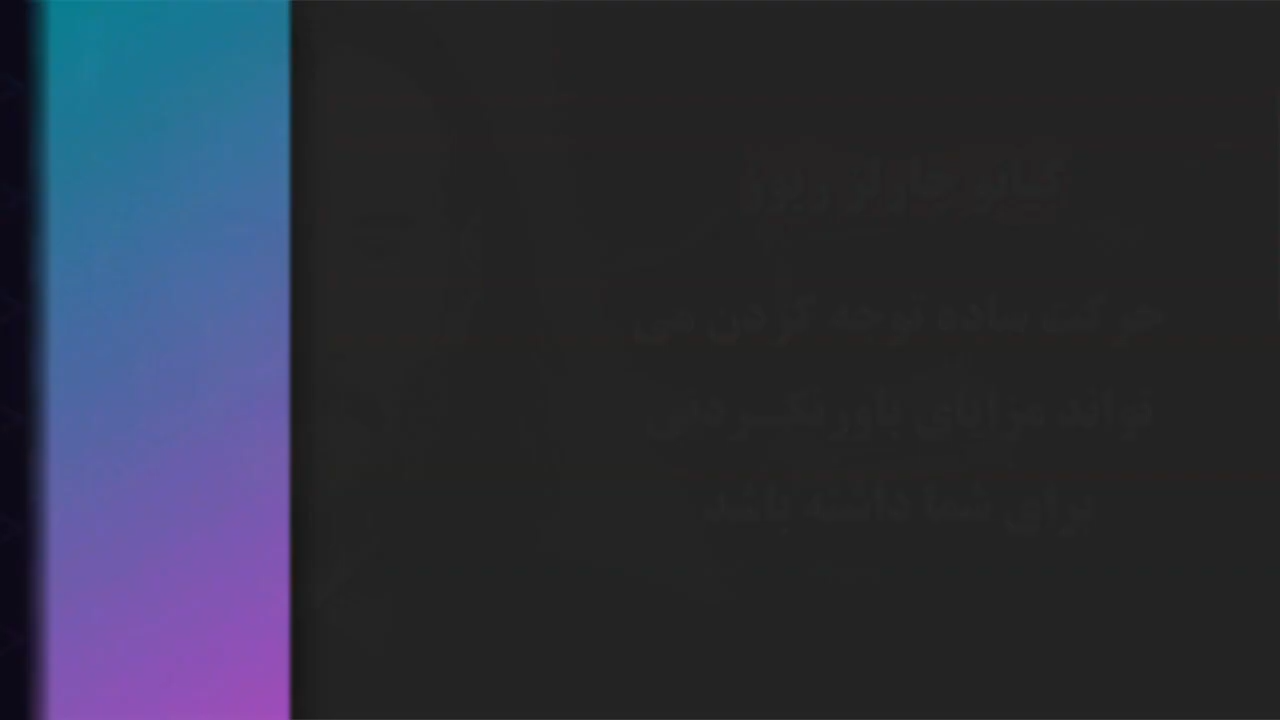 حرکت ساده توجه کردن می
تواند مزایای باورنکردنی
برای شما داشته باشد